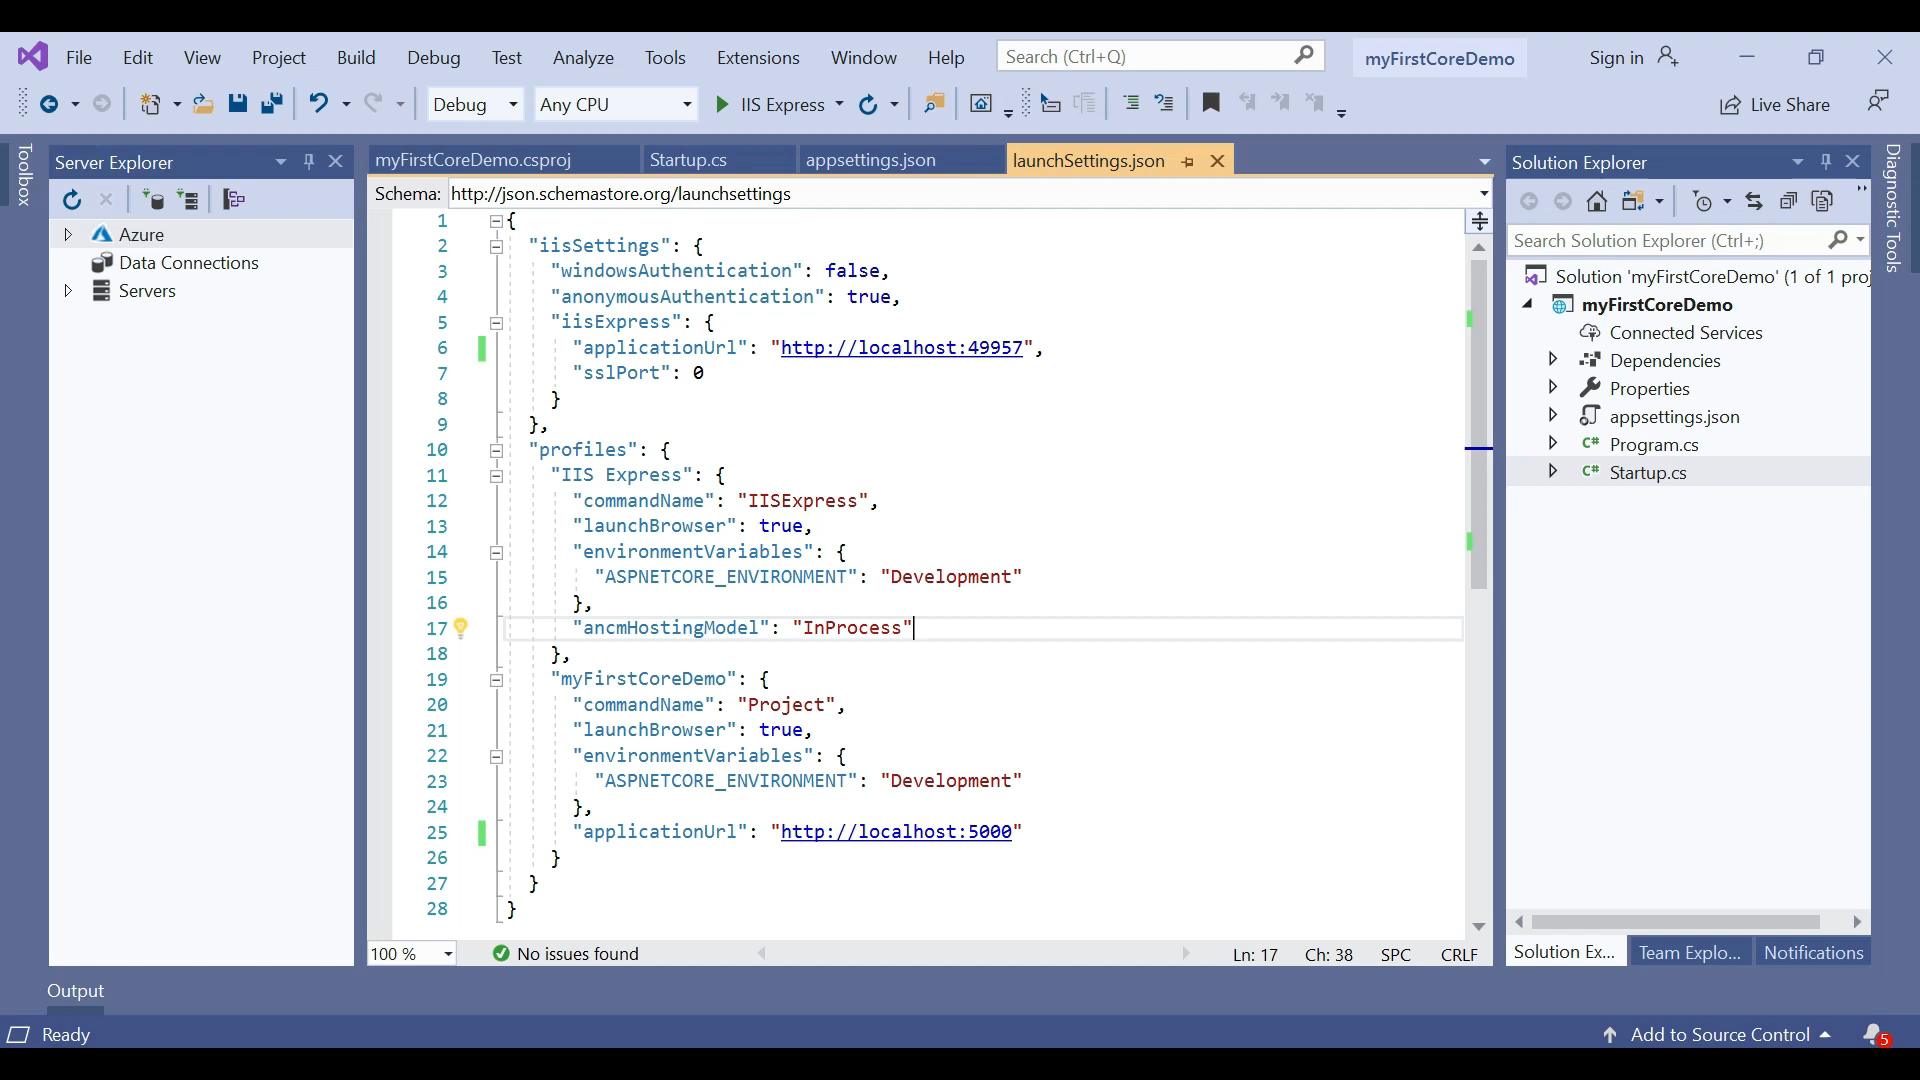 File Edit View Project Build Debug Test Analyze Tools Extensions Window Help Search (Ctrl+Q) myFirstCoreDemo Sign in
Debug Any CPU IIS Express Live Share
Toolbox
Server Explorer
Azure
Data Connections
Servers
myFirstCoreDemo.csproj Startup.cs appsettings.json launchSettings.json
Schema: http://json.schemastore.org/launchsettings
1 {
2 "iisSettings": {
3 "windowsAuthentication": false,
4 "anonymousAuthentication": true,
5 "iisExpress": {
6 "applicationUrl": "http://localhost:49957",
7 "sslPort": 0
8 }
9 },
10 "profiles": {
11 "IIS Express": {
12 "commandName": "IISExpress",
13 "launchBrowser": true,
14 "environmentVariables": {
15 "ASPNETCORE_ENVIRONMENT": "Development"
16 },
17 "ancmHostingModel": "InProcess"
18 },
19 "myFirstCoreDemo": {
20 "commandName": "Project",
21 "launchBrowser": true,
22 "environmentVariables": {
23 "ASPNETCORE_ENVIRONMENT": "Development"
24 },
25 "applicationUrl": "http://localhost:5000"
26 }
27 }
28 }
100 % No issues found Ln: 17 Ch: 38 SPC CRLF
Solution Explorer
Search Solution Explorer (Ctrl+;)
Solution 'myFirstCoreDemo' (1 of 1 proj
myFirstCoreDemo
Connected Services
Dependencies
Properties
appsettings.json
C# Program.cs
C# Startup.cs
Solution Ex... Team Explo... Notifications
Diagnostic Tools
Output
Ready Add to Source Control 5